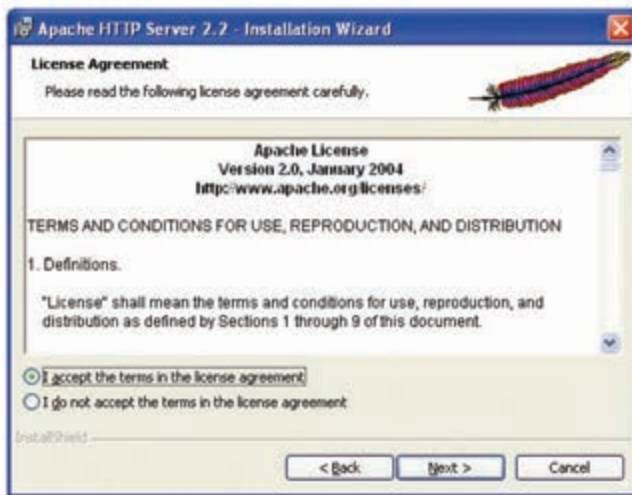 Apache HTTP Server 2.2 - Installation Wizard
License Agreement
Please read the following license agreement carefully.
Apache License
Version 2.0, January 2004
http://www.apache.org/licenses/
TERMS AND CONDITIONS FOR USE, REPRODUCTION, AND DISTRIBUTION
1. Definitions.
"License" shall mean the terms and conditions for use, reproduction, and
distribution as defined by Sections 1 through 9 of this document.
I accept the terms in the license agreement
I do not accept the terms in the license agreement
InstallShield
< Back
Next >
Cancel